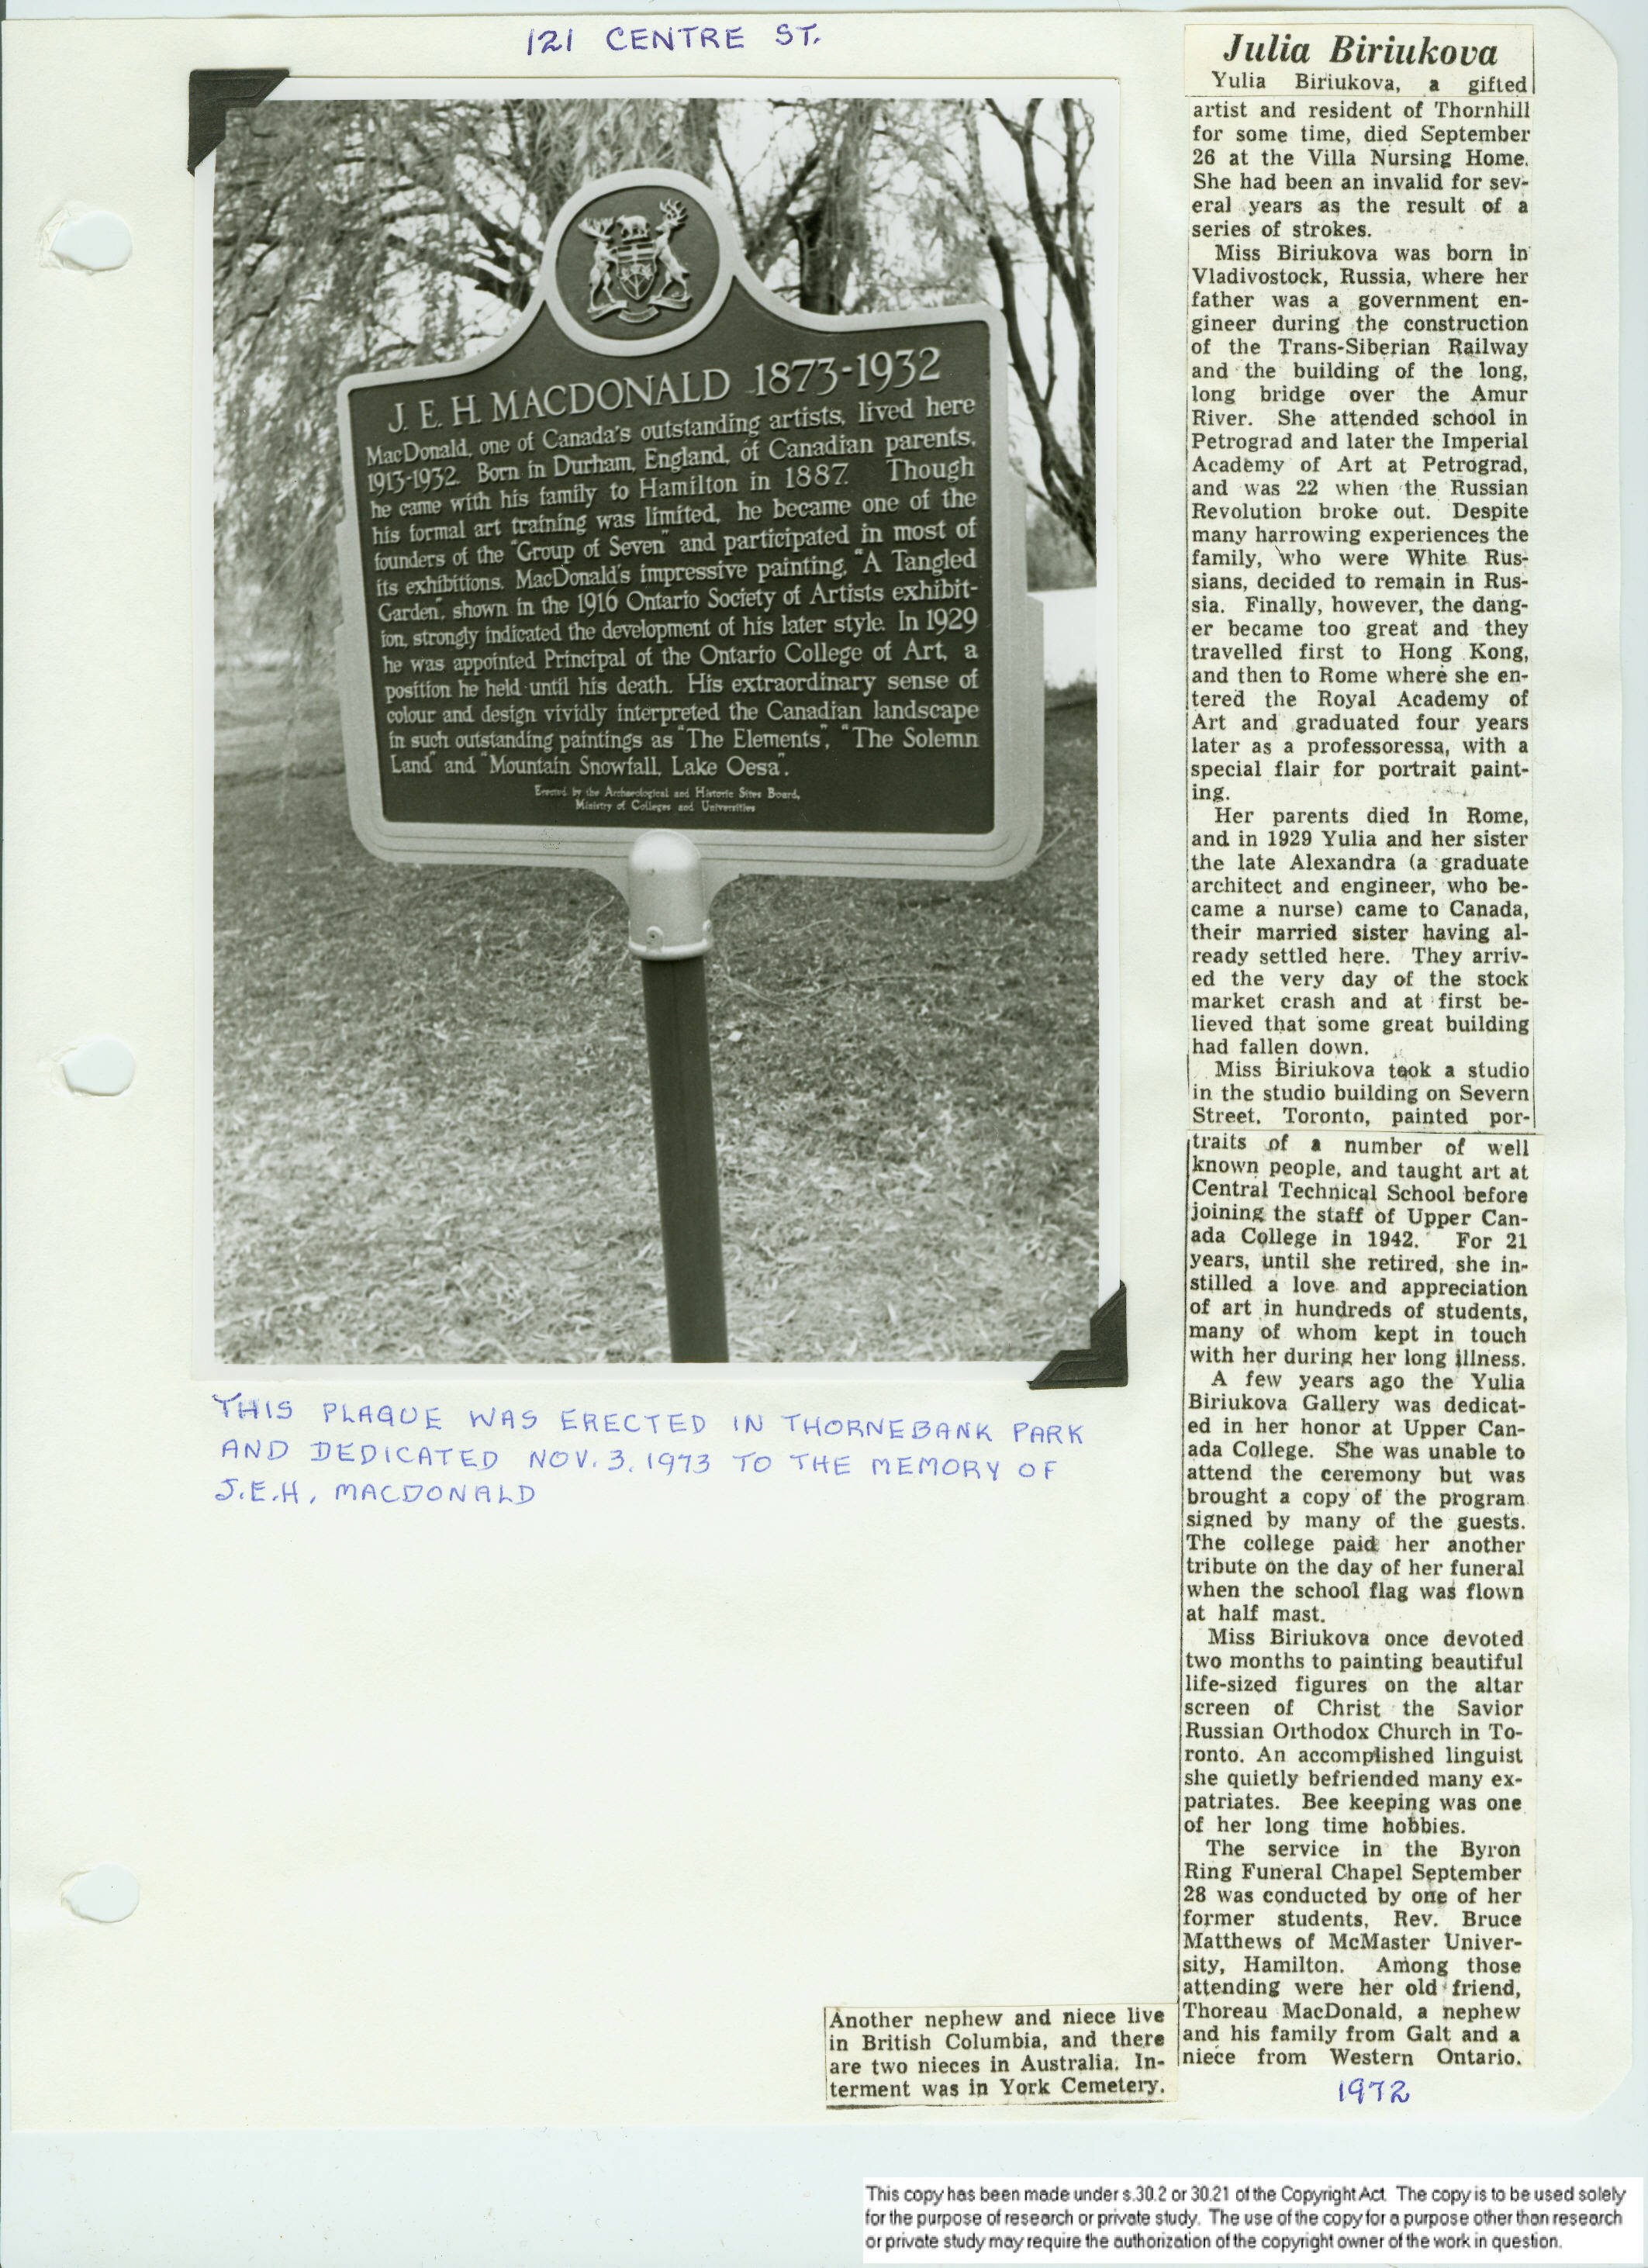 121 CENTRE ST.
J. E. H. MACDONALD 1873-1932
MacDonald, one of Canada's outstanding artists, lived here
1913-1932. Born in Durham, England, of Canadian parents,
he came with his family to Hamilton in 1887. Though
his formal art training was limited, he became one of the
founders of the "Group of Seven" and participated in most of
its exhibitions. MacDonald's impressive painting, "A Tangled
Garden", shown in the 1916 Ontario Society of Artists exhibit-
ion, strongly indicated the development of his later style. In 1929
he was appointed Principal of the Ontario College of Art, a
position he held until his death. His extraordinary sense of
colour and design vividly interpreted the Canadian landscape
in such outstanding paintings as "The Elements", "The Solemn
Land" and "Mountain Snowfall, Lake Oesa".
Erected by the Archaeological and Historic Sites Board,
Ministry of Colleges and Universities
THIS PLAQUE WAS ERECTED IN THORNEBANK PARK
AND DEDICATED NOV. 3. 1973 TO THE MEMORY OF
J.E.H. MACDONALD
Julia Biriukova
Yulia Biriukova, a gifted
artist and resident of Thornhill
for some time, died September
26 at the Villa Nursing Home.
She had been an invalid for sev-
eral years as the result of a
series of strokes.
Miss Biriukova was born in
Vladivostock, Russia, where her
father was a government en-
gineer during the construction
of the Trans-Siberian Railway
and the building of the long,
long bridge over the Amur
River. She attended school in
Petrograd and later the Imperial
Academy of Art at Petrograd,
and was 22 when the Russian
Revolution broke out. Despite
many harrowing experiences the
family, who were White Rus-
sians, decided to remain in Rus-
sia. Finally, however, the dang-
er became too great and they
travelled first to Hong Kong,
and then to Rome where she en-
tered the Royal Academy of
Art and graduated four years
later as a professoressa, with a
special flair for portrait paint-
ing.
Her parents died in Rome,
and in 1929 Yulia and her sister
the late Alexandra (a graduate
architect and engineer, who be-
came a nurse) came to Canada,
their married sister having al-
ready settled here. They arriv-
ed the very day of the stock
market crash and at first be-
lieved that some great building
had fallen down.
Miss Biriukova took a studio
in the studio building on Severn
Street, Toronto, painted por-
traits of a number of well
known people, and taught art at
Central Technical School before
joining the staff of Upper Can-
ada College in 1942. For 21
years, until she retired, she in-
stilled a love and appreciation
of art in hundreds of students,
many of whom kept in touch
with her during her long illness.
A few years ago the Yulia
Biriukova Gallery was dedicat-
ed in her honor at Upper Can-
ada College. She was unable to
attend the ceremony but was
brought a copy of the program
signed by many of the guests.
The college paid her another
tribute on the day of her funeral
when the school flag was flown
at half mast.
Miss Biriukova once devoted
two months to painting beautiful
life-sized figures on the altar
screen of Christ the Savior
Russian Orthodox Church in To-
ronto. An accomplished linguist
she quietly befriended many ex-
patriates. Bee keeping was one
of her long time hobbies.
The service in the Byron
Ring Funeral Chapel September
28 was conducted by one of her
former students, Rev. Bruce
Matthews of McMaster Univer-
sity, Hamilton. Among those
attending were her old friend,
Thoreau MacDonald, a nephew
and his family from Galt and a
niece from Western Ontario.
Another nephew and niece live
in British Columbia, and there
are two nieces in Australia. In-
terment was in York Cemetery.
1972
This copy has been made under s.30.2 or 30.21 of the Copyright Act. The copy is to be used solely
for the purpose of research or private study. The use of the copy for a purpose other than research
or private study may require the authorization of the copyright owner of the work in question.